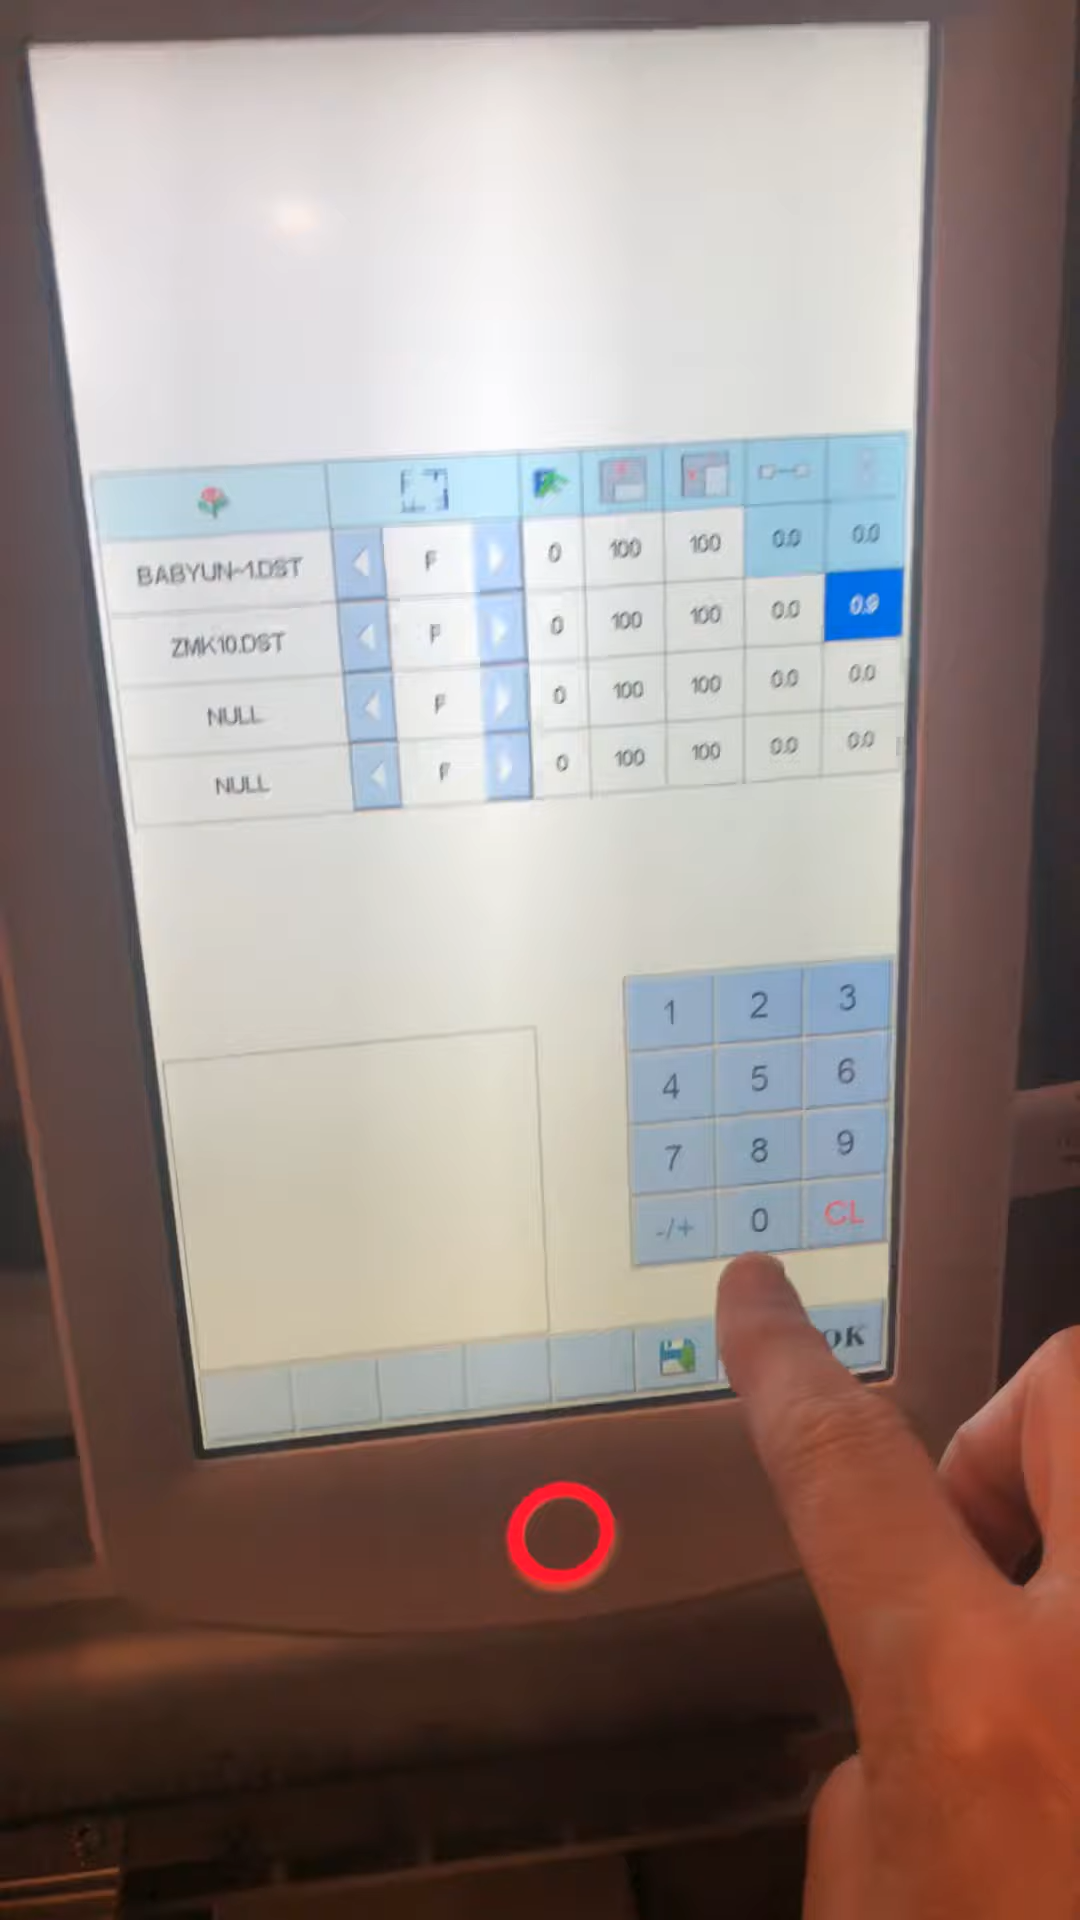 BABYUN~1.DST F 0 100 100 0.0 0.0
ZMK10.DST F 0 100 100 0.0
NULL F 0 100 100 0.0 0.0
NULL F 0 100 100 0.0 0.0
1 2 3
4 5 6
7 8 9
-/+ 0 CL
OK